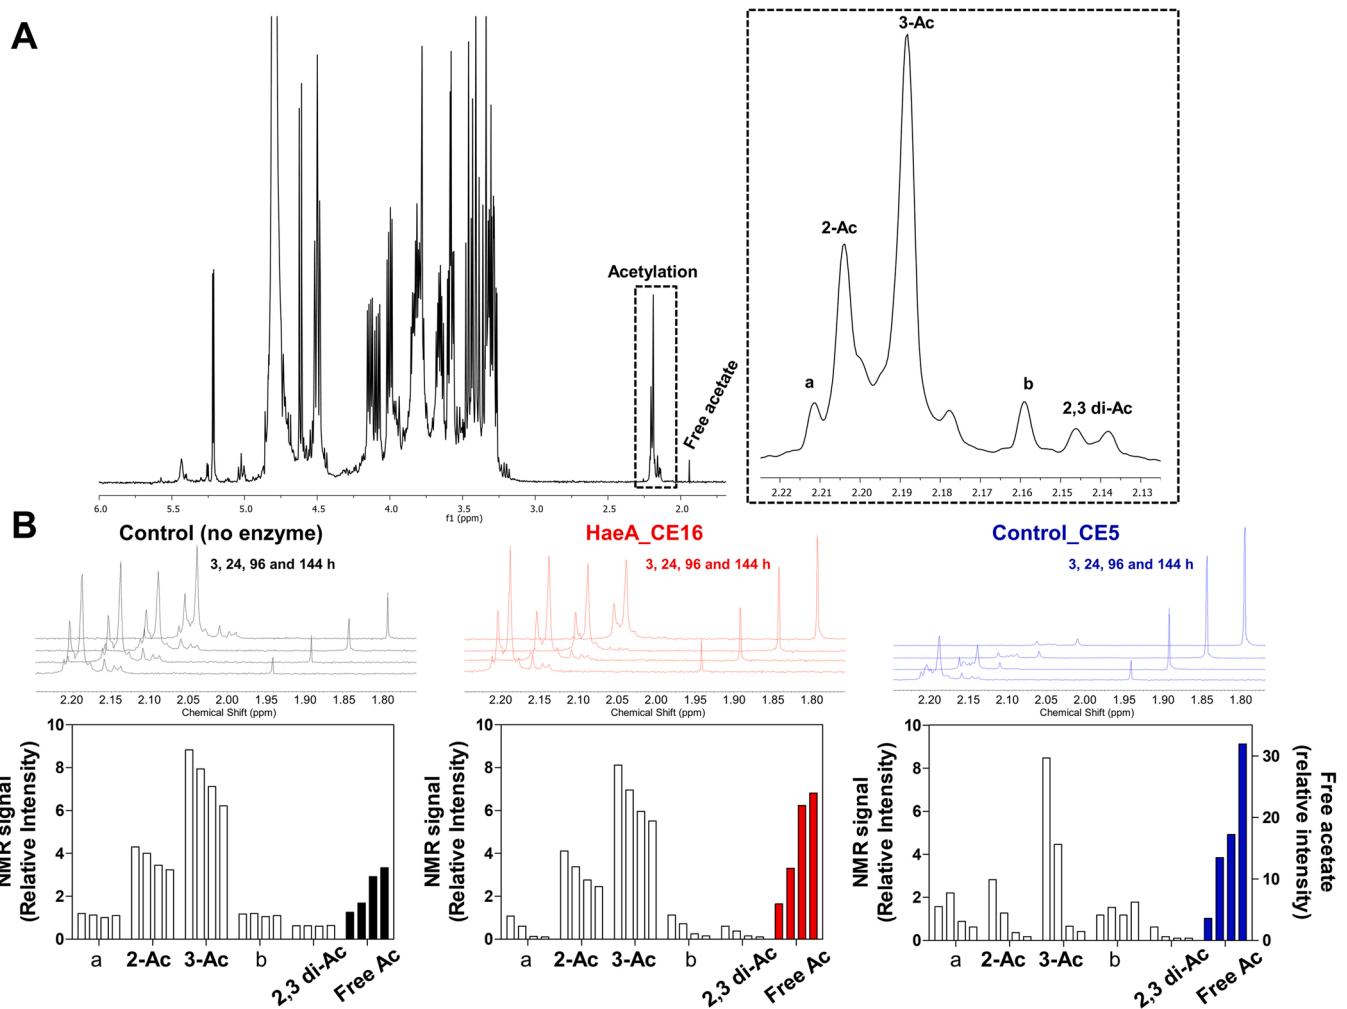 A
Acetylation
Free acetate
6.0 5.5 5.0 4.5 4.0 3.5 3.0 2.5 2.0
f1 (ppm)
3-Ac
2-Ac
a
b
2,3 di-Ac
2.22 2.21 2.20 2.19 2.18 2.17 2.16 2.15 2.14 2.13
B
Control (no enzyme)
3, 24, 96 and 144 h
2.20 2.15 2.10 2.05 2.00 1.95 1.90 1.85 1.80
Chemical Shift (ppm)
HaeA_CE16
3, 24, 96 and 144 h
2.20 2.15 2.10 2.05 2.00 1.95 1.90 1.85 1.80
Chemical Shift (ppm)
Control_CE5
3, 24, 96 and 144 h
2.20 2.15 2.10 2.05 2.00 1.95 1.90 1.85 1.80
Chemical Shift (ppm)
NMR signal
(Relative Intensity)
10
8
6
4
2
0
a 2-Ac 3-Ac b 2,3 di-Ac Free Ac
NMR signal
(Relative Intensity)
10
8
6
4
2
0
a 2-Ac 3-Ac b 2,3 di-Ac Free Ac
NMR signal
(Relative Intensity)
10
8
6
4
2
0
a 2-Ac 3-Ac b 2,3 di-Ac Free Ac
30
20
10
0
Free acetate
(relative intensity)